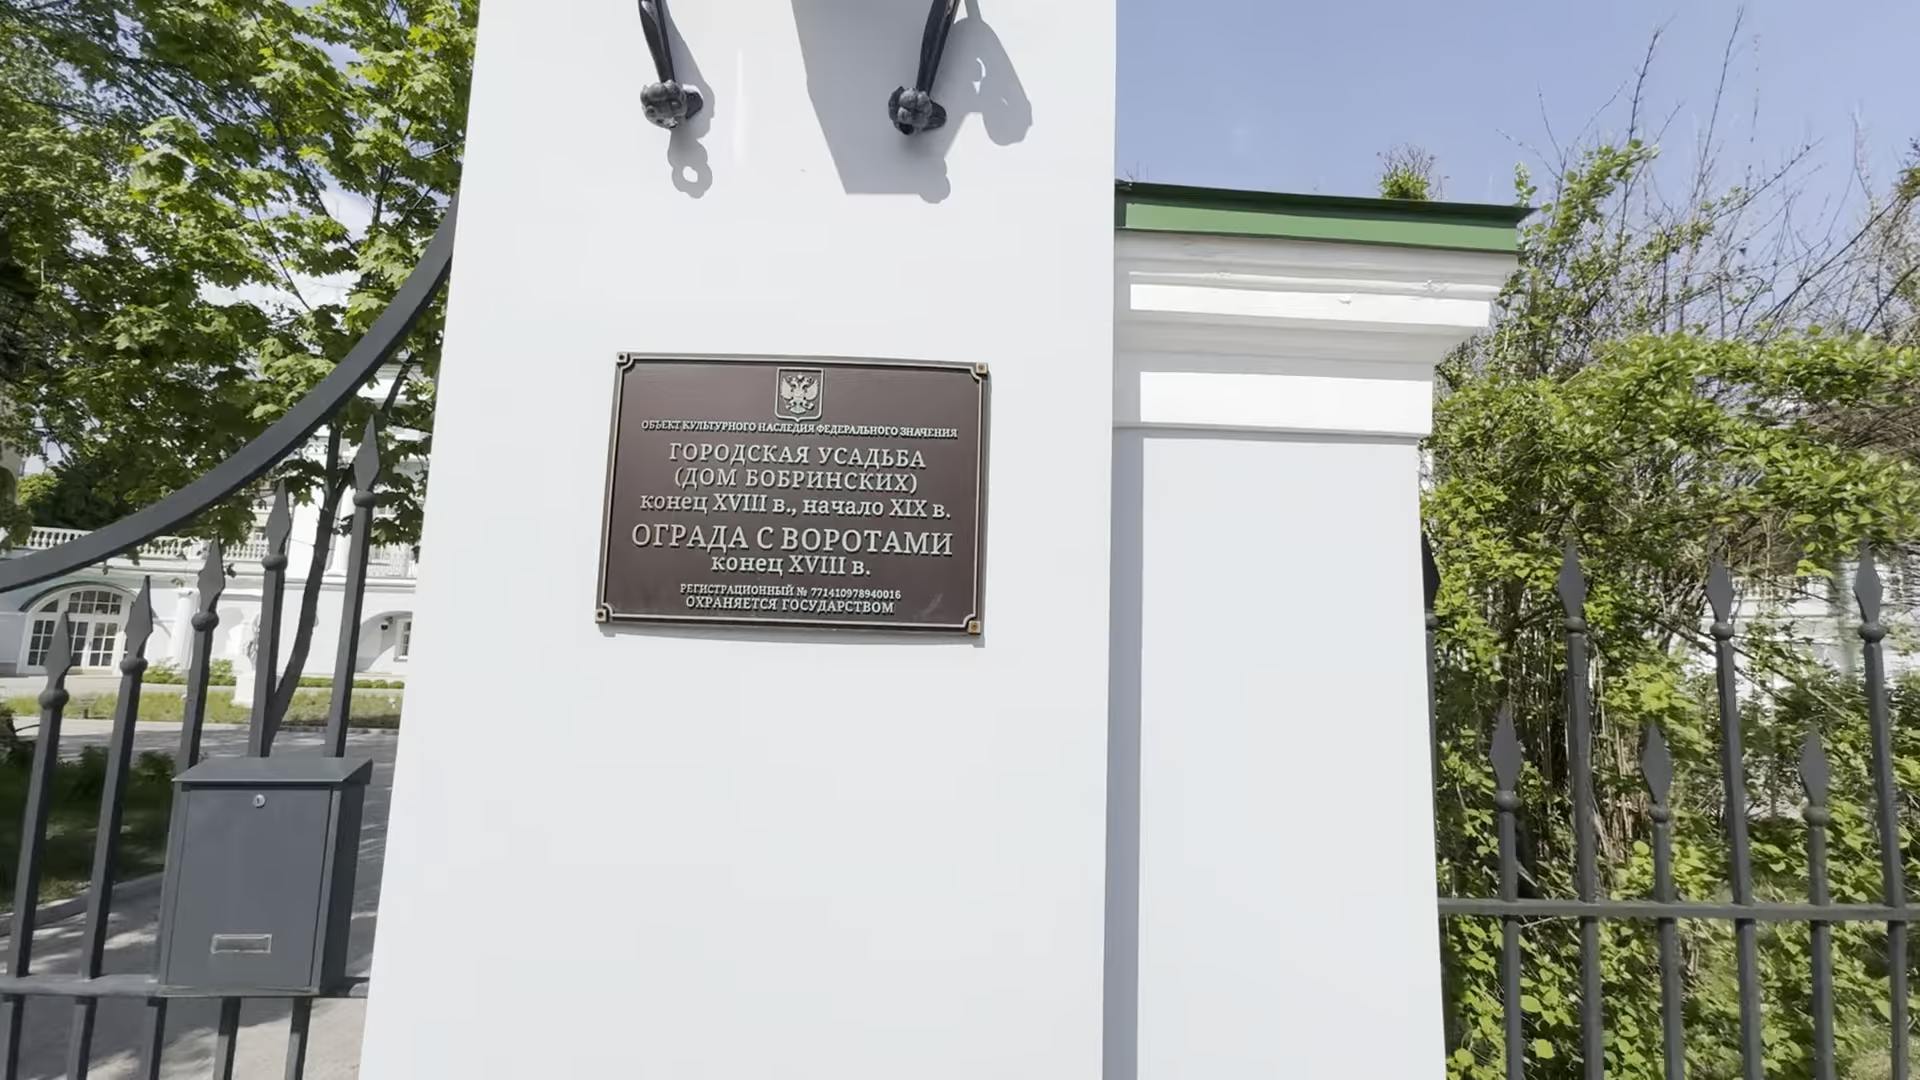 ОБЪЕКТ КУЛЬТУРНОГО НАСЛЕДИЯ ФЕДЕРАЛЬНОГО ЗНАЧЕНИЯ
ГОРОДСКАЯ УСАДЬБА
(ДОМ БОБРИНСКИХ)
конец XVIII в., начало XIX в.
ОГРАДА С ВОРОТАМИ
конец XVIII в.
РЕГИСТРАЦИОННЫЙ № 771410978940016
ОХРАНЯЕТСЯ ГОСУДАРСТВОМ